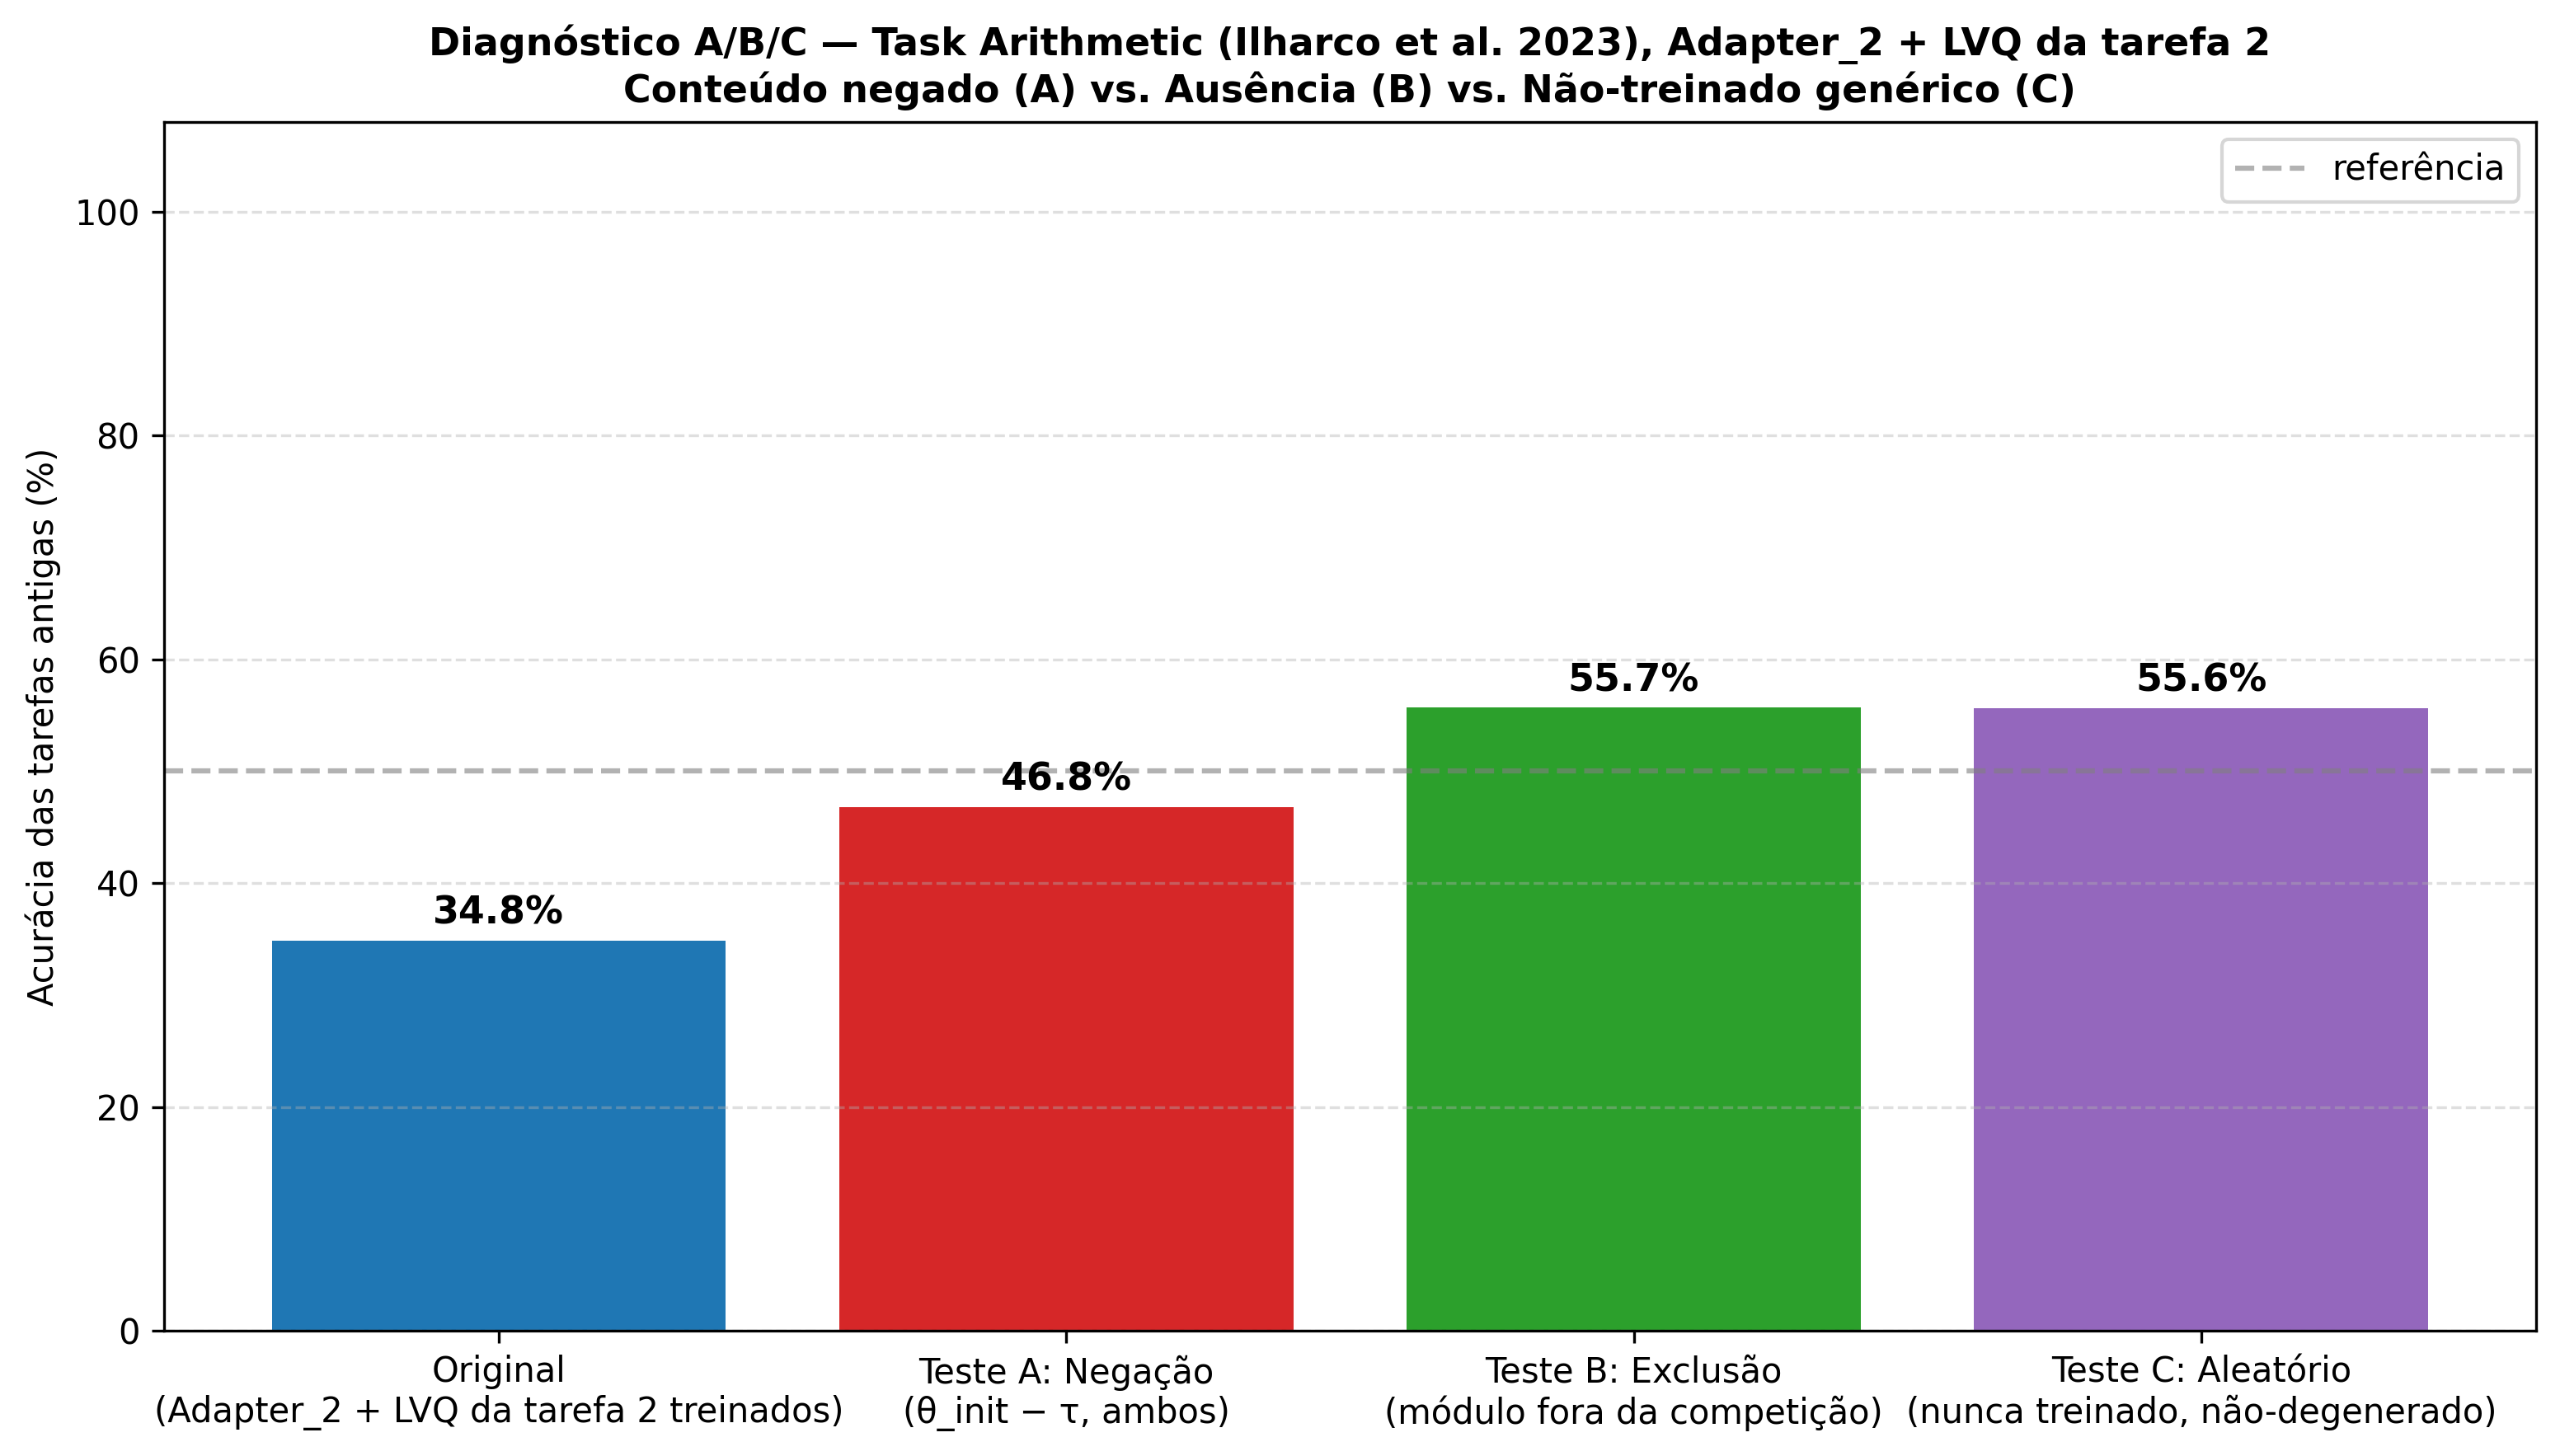 Diagnóstico A/B/C — Task Arithmetic (Ilharco et al. 2023), Adapter_2 + LVQ da tarefa 2
Conteúdo negado (A) vs. Ausência (B) vs. Não-treinado genérico (C)
referência
Acurácia das tarefas antigas (%)
100
80
60
40
20
0
34.8%
46.8%
55.7%
55.6%
Original
(Adapter_2 + LVQ da tarefa 2 treinados)
Teste A: Negação
(θ_init − τ, ambos)
Teste B: Exclusão
(módulo fora da competição)
Teste C: Aleatório
(nunca treinado, não-degenerado)